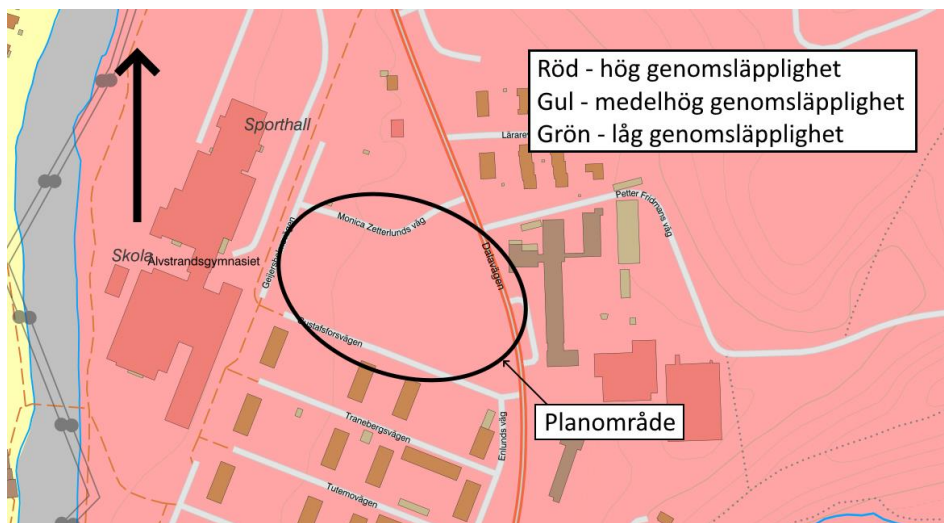 Röd - hög genomsläpplighet
Gul - medelhög genomsläpplighet
Grön - låg genomsläpplighet
Sporthall
Monica Zetterlunds väg
Petter Fridmans väg
Skola
Älvstrandsgymnasiet
Datavägen
Gustafsforsvägen
Planområde
Tranebergsvägen
Enlunds väg
Tutemovägen